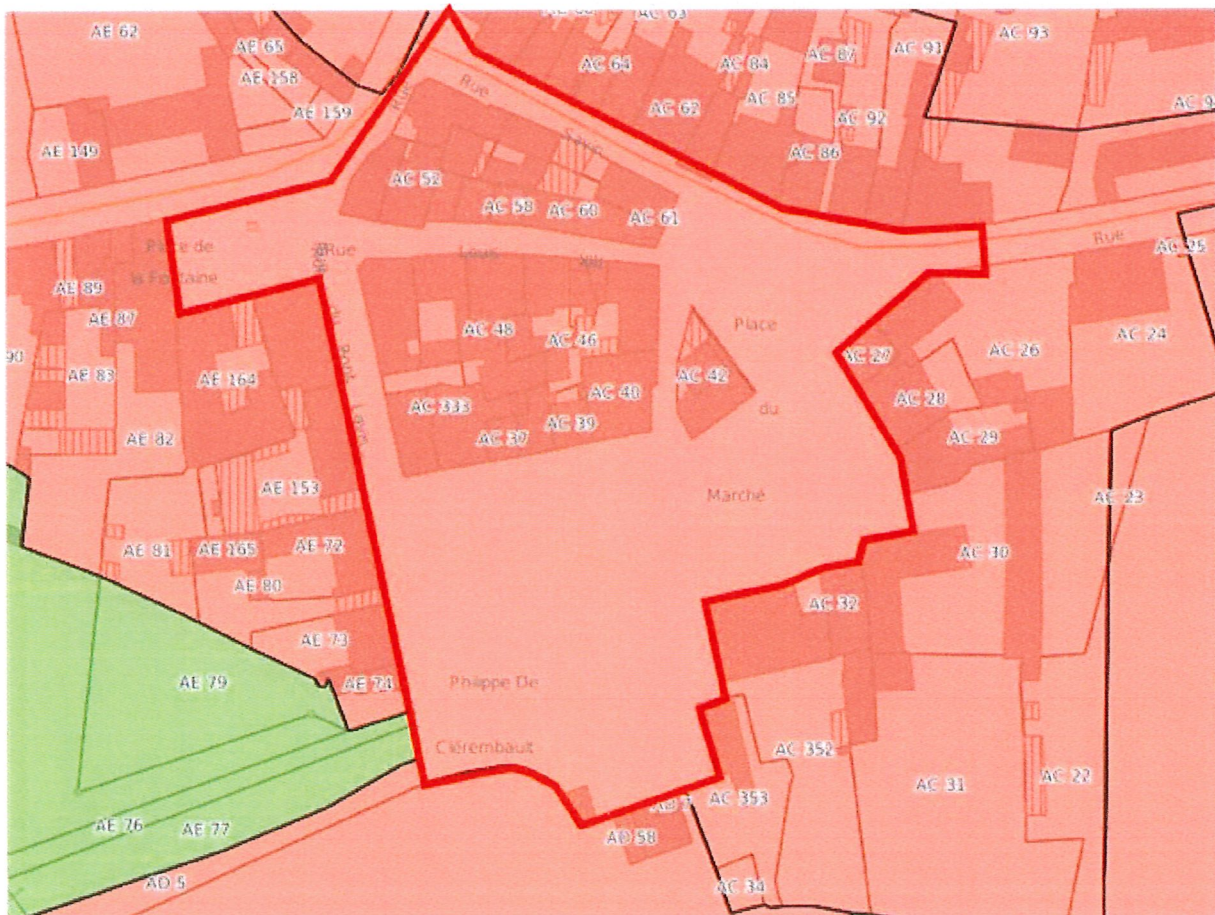 AE 62
AC 63
AE 65
AC 64
AC 84
AC 87
AC 91
AC 93
AE 158
AC 62
AC 85
AE 159
AC 92
Rue
Rue
AE 149
AC 86
AC 52
AC 58
AC 60
AC 61
Rue
AC 25
Place de
la Fontaine
Rue
Louis
XIII
AE 89
AE 87
AC 48
AC 46
Place
AC 24
AC 26
AC 27
90
AE 83
AE 164
AC 42
AC 40
AC 28
AC 333
AC 39
du
AE 82
AC 37
AC 29
AE 153
Marché
AE 23
AE 81
AE 165
AE 72
AC 30
AE 80
AC 32
AE 73
AE 79
Philippe De
Clérembault
AC 352
AC 31
AC 22
AC 353
AE 76
AE 77
AD 58
AD 5
AC 34